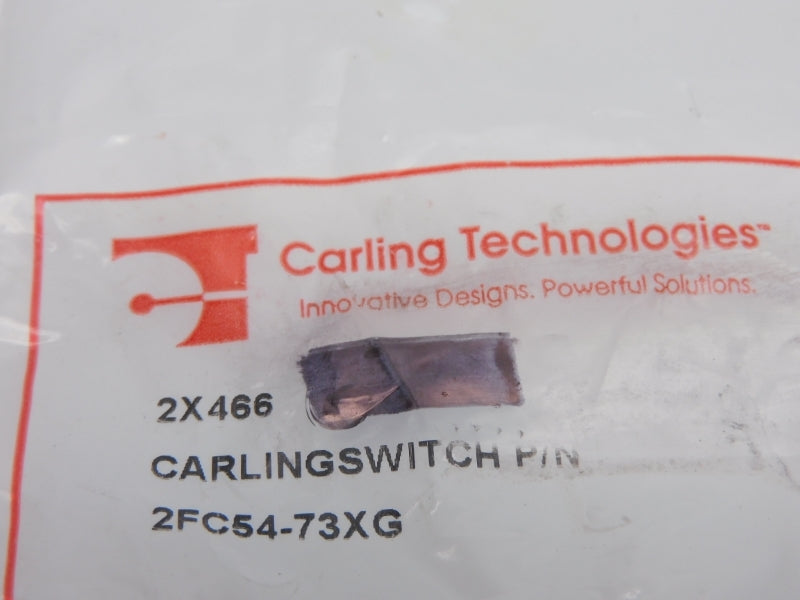 Carling Technologies™
Innovative Designs. Powerful Solutions.
2X466
CARLINGSWITCH P/N
2FC54-73XG